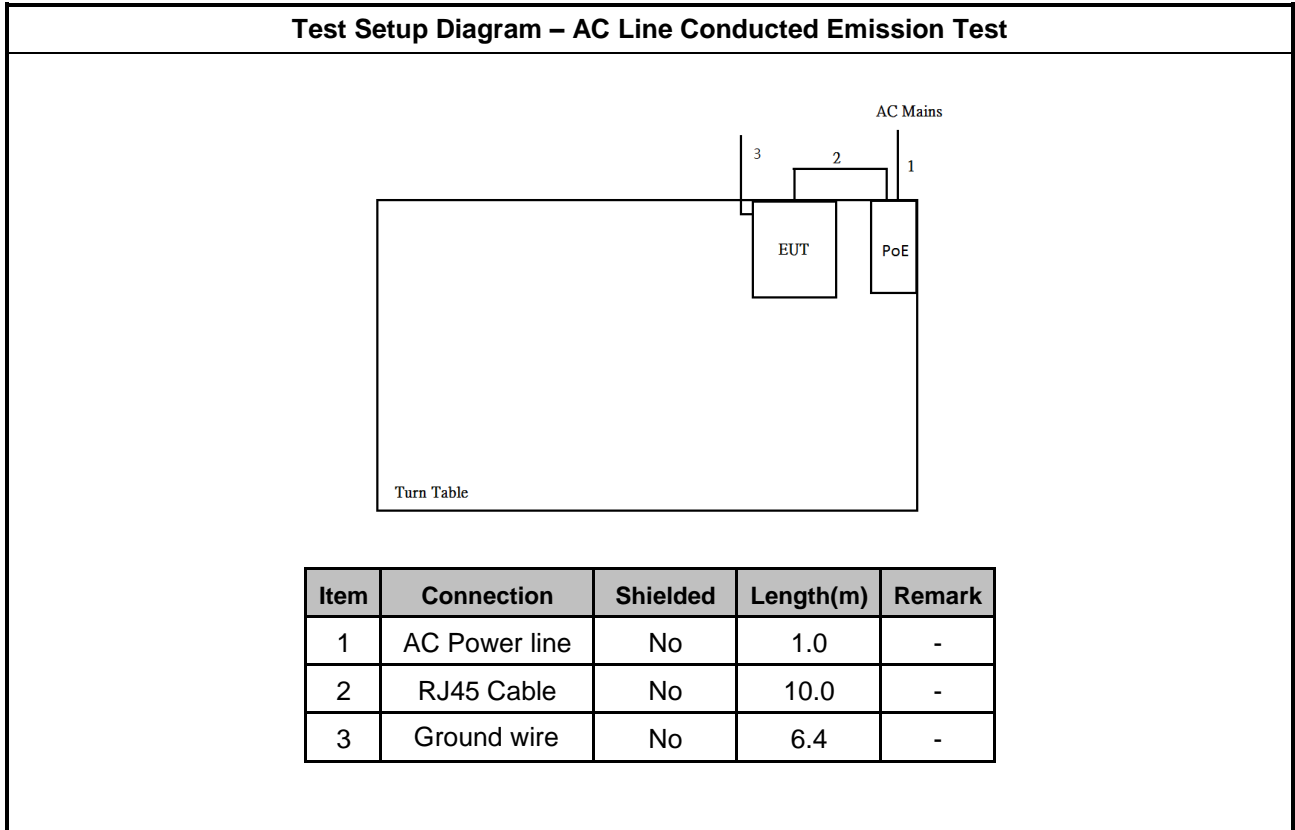 Test Setup Diagram – AC Line Conducted Emission Test
AC Mains
3
2
1
EUT
PoE
Turn Table
Item Connection Shielded Length(m) Remark
1 AC Power line No 1.0 -
2 RJ45 Cable No 10.0 -
3 Ground wire No 6.4 -